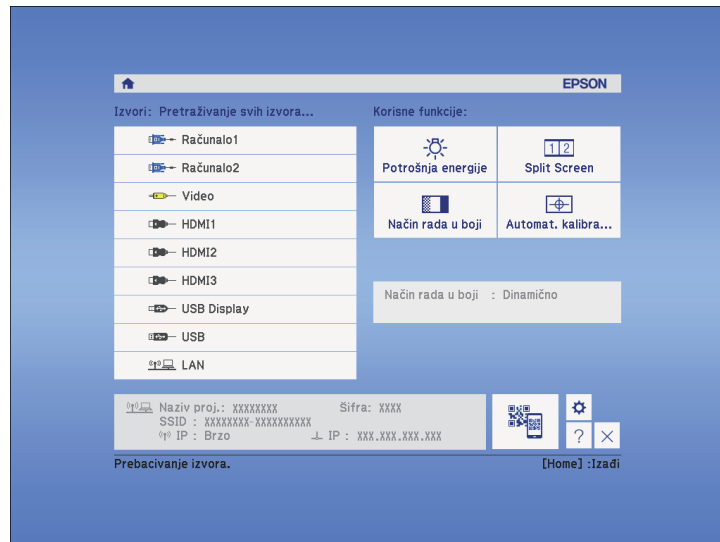 EPSON
Izvori: Pretraživanje svih izvora...
Računalo1
Računalo2
Video
HDMI1
HDMI2
HDMI3
USB Display
USB
LAN
Korisne funkcije:
Potrošnja energije
1 2
Split Screen
Način rada u boji
Automat. kalibra...
Način rada u boji : Dinamično
Naziv proj.: XXXXXXXX Šifra: XXXX
SSID : XXXXXXXX-XXXXXXXXXX
IP : Brzo IP : XXX.XXX.XXX.XXX
?
Prebacivanje izvora. [Home] :Izađi